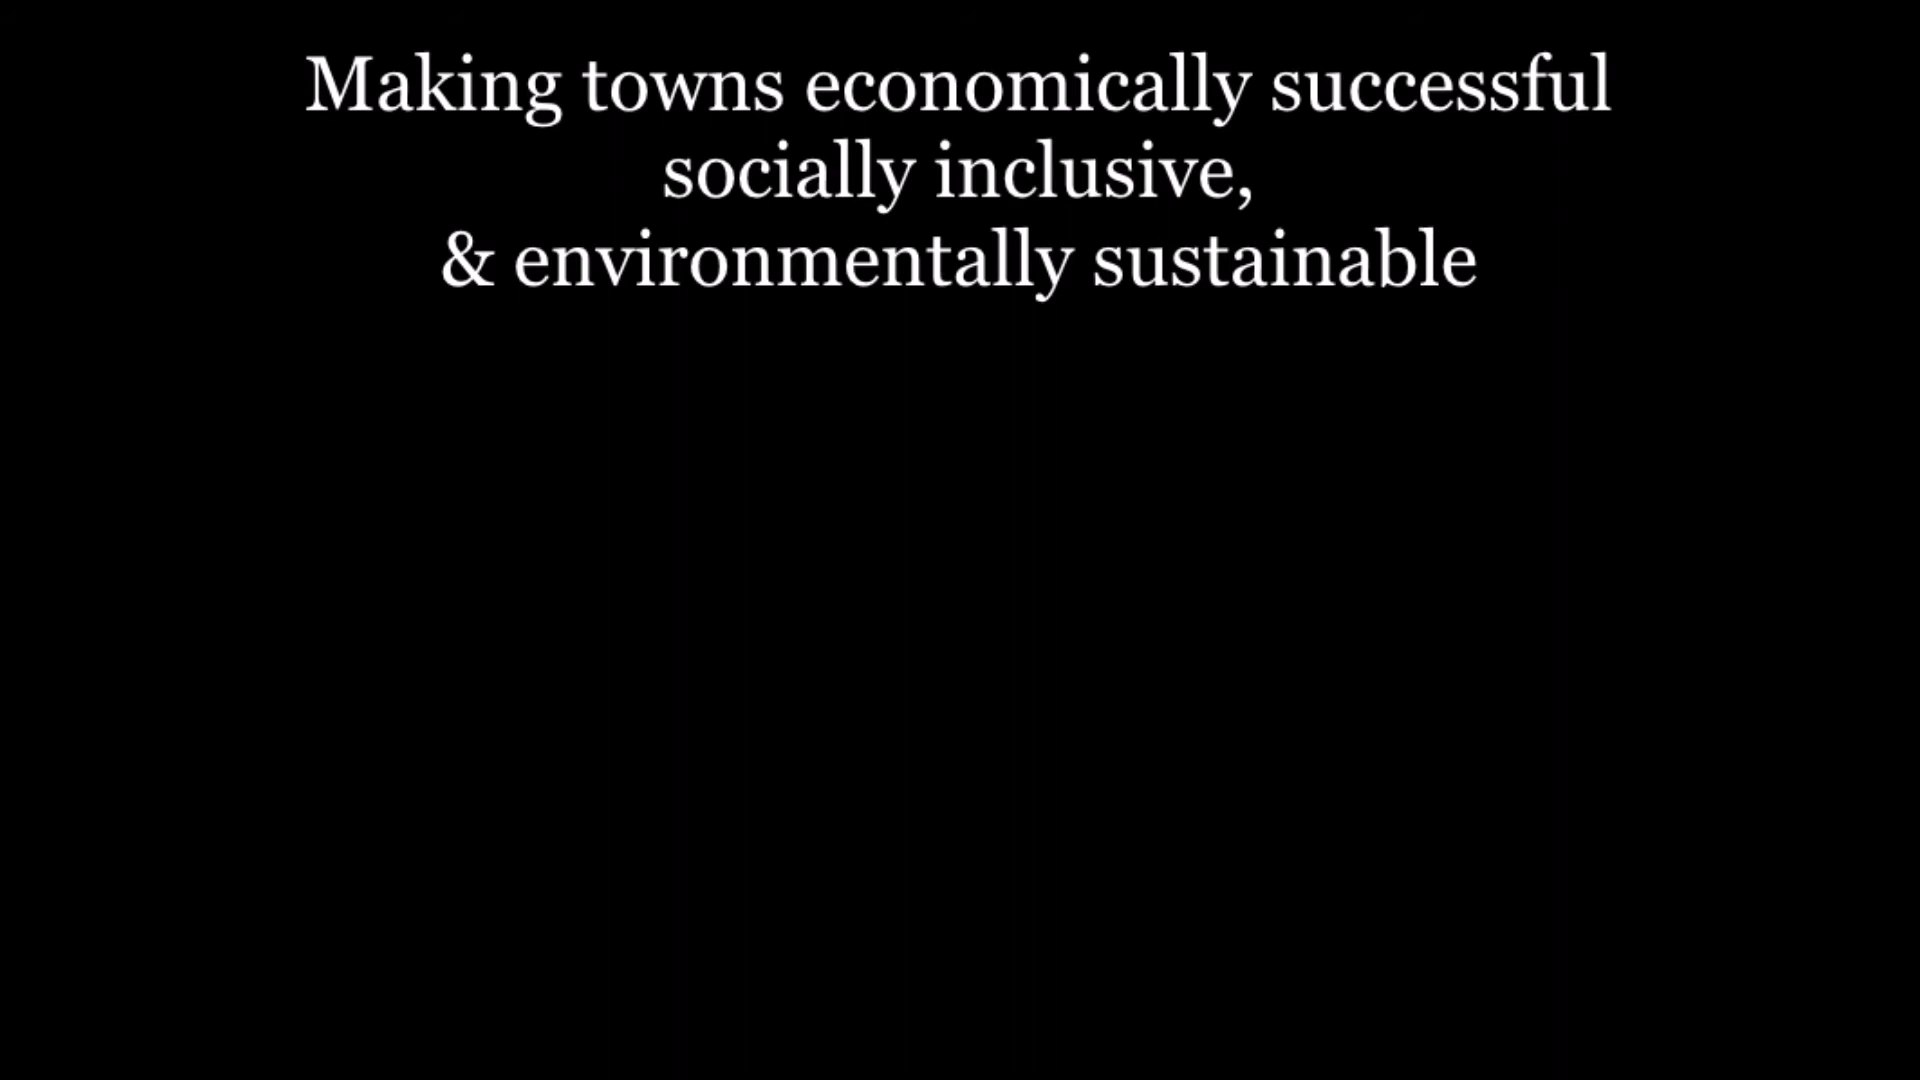 Making towns economically successful
socially inclusive,
& environmentally sustainable